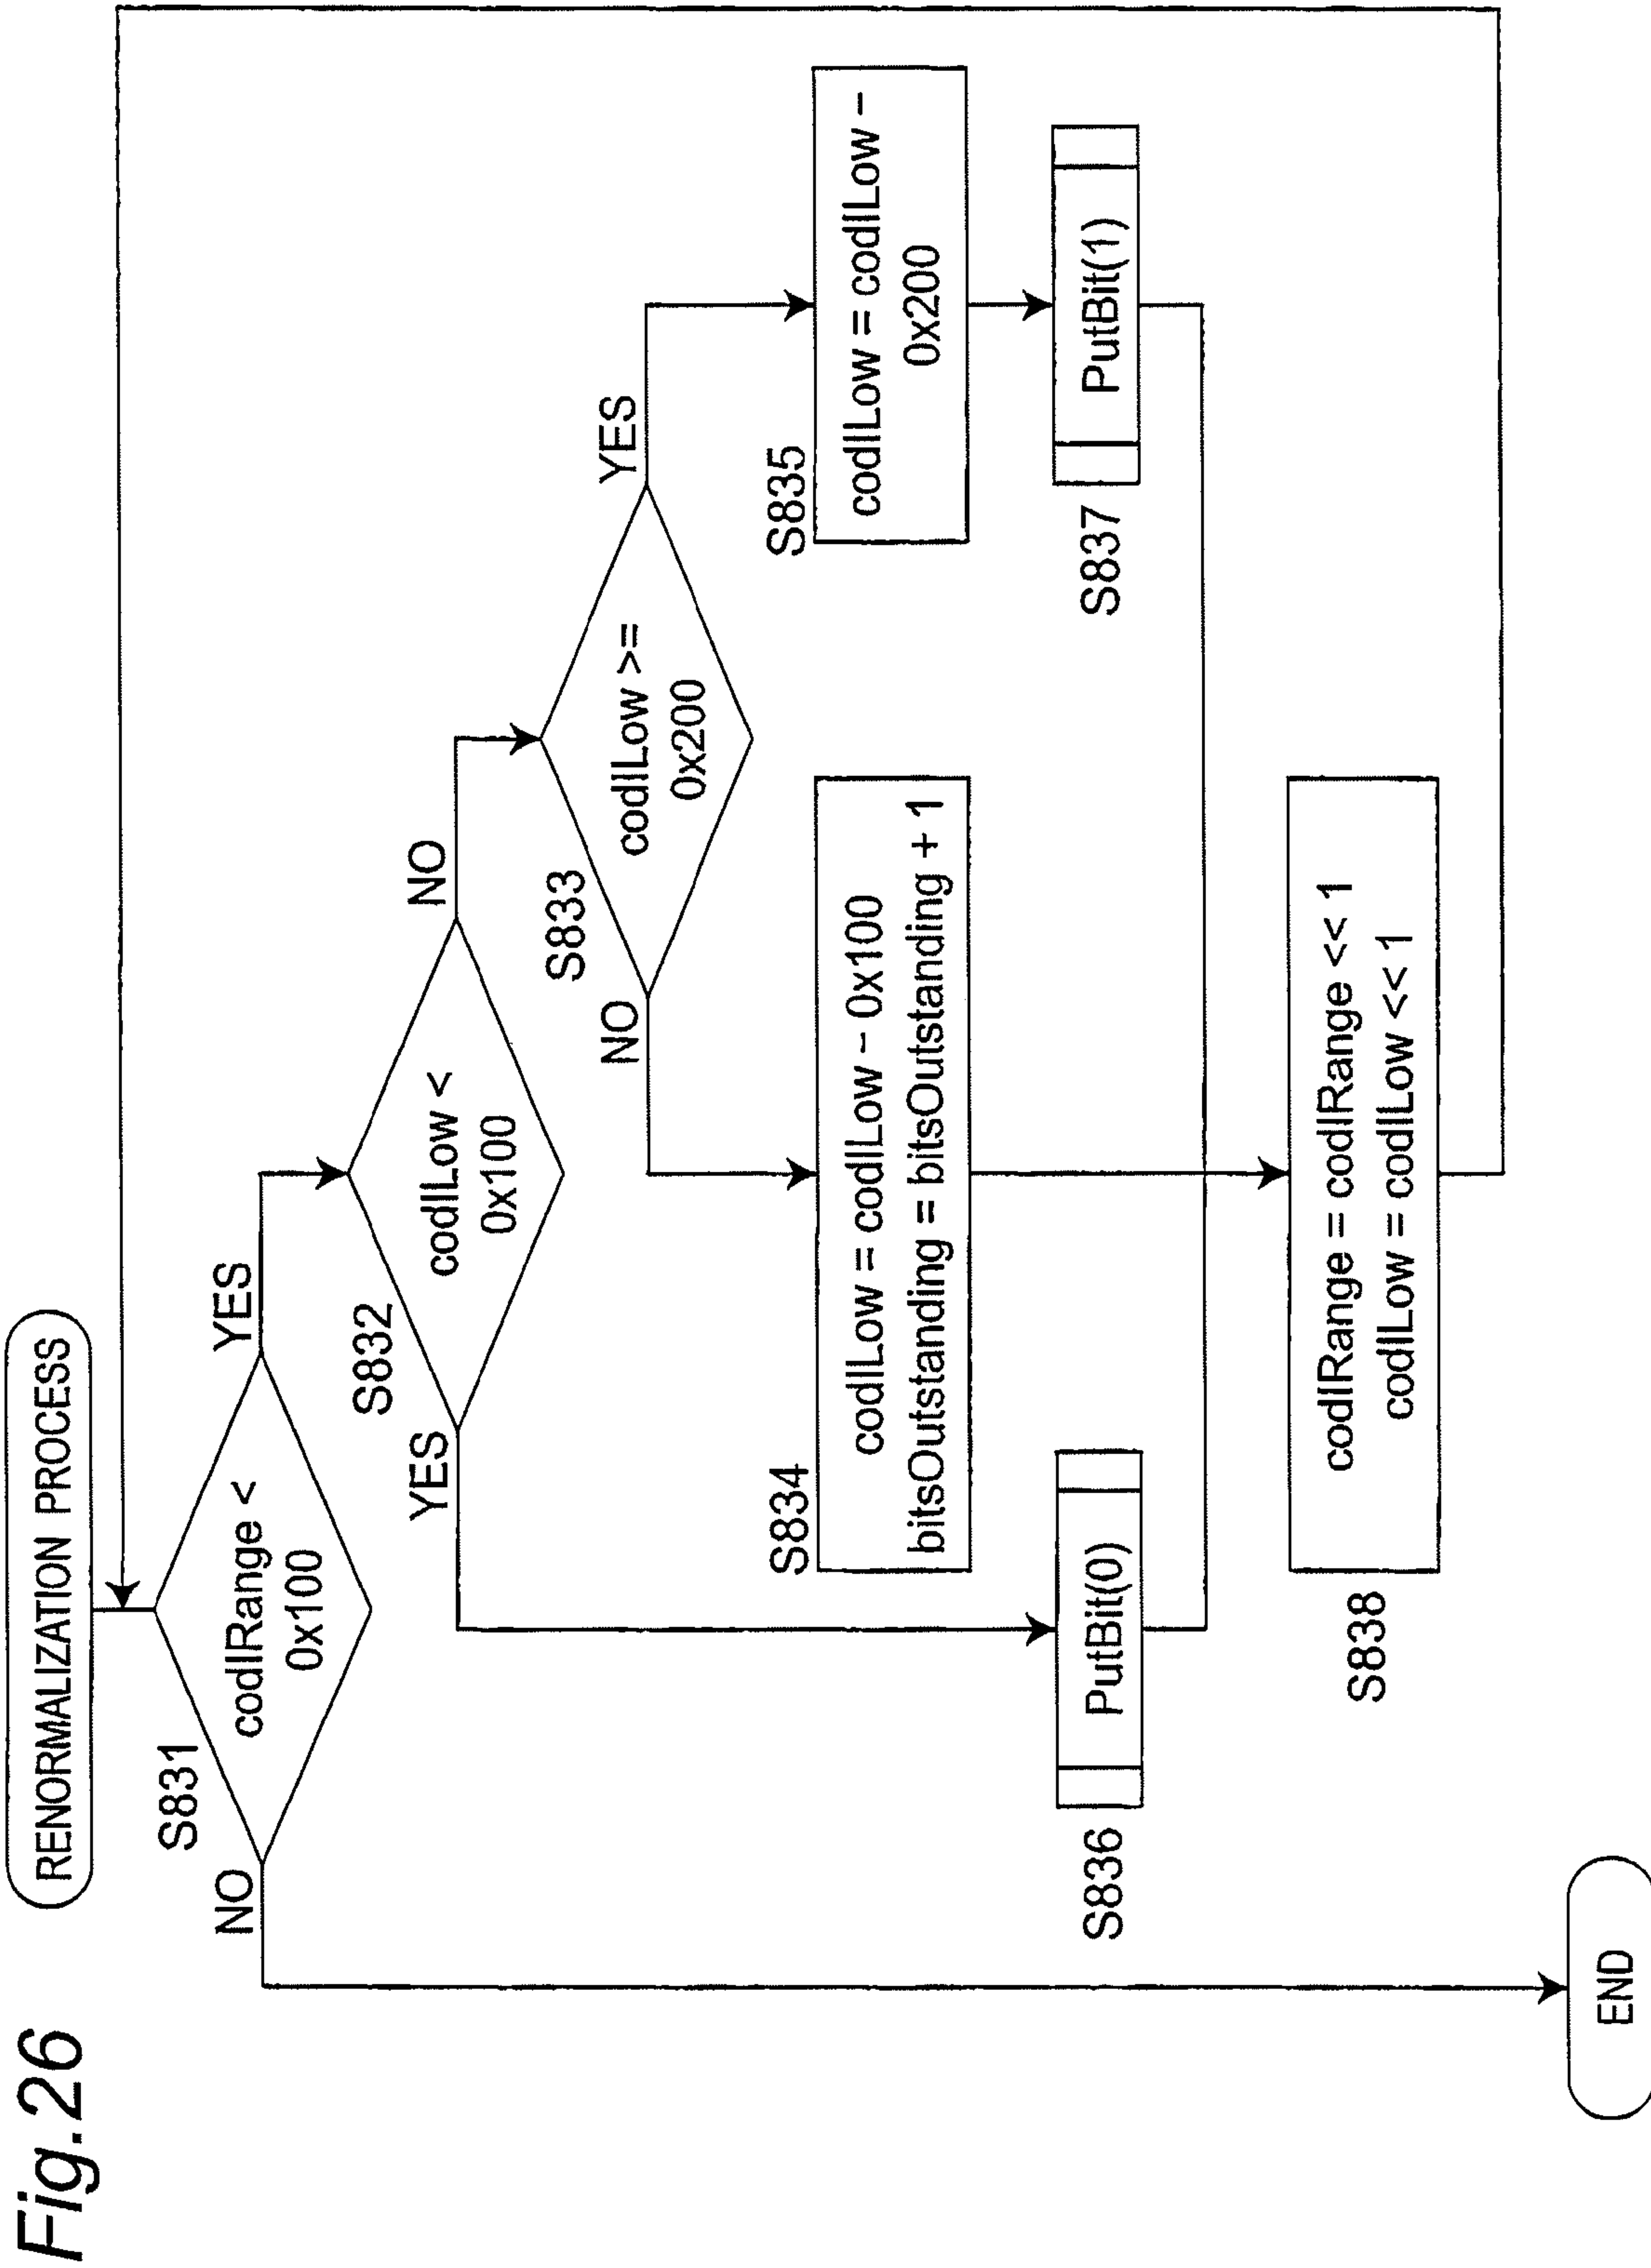 Fig.26
RENORMALIZATION PROCESS
S831
codIRange <
0x100
NO
YES
S832
codILow <
0x100
YES
NO
S833
codILow >=
0x200
NO
YES
S834
codILow = codILow – 0x100
bitsOutstanding = bitsOutstanding + 1
S835
codILow = codILow –
0x200
S836
PutBit(0)
S837
PutBit(1)
S838
codIRange = codIRange << 1
codILow = codILow << 1
END